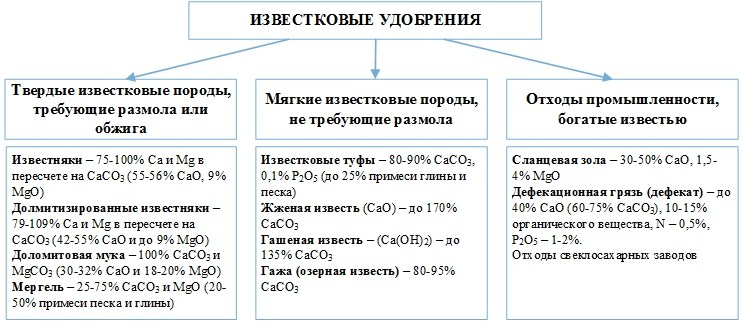 ИЗВЕСТКОВЫЕ УДОБРЕНИЯ
Твердые известковые породы,
требующие размола или
обжига
Известняки – 75-100% Ca и Mg в
пересчете на CaCO₃ (55-56% CaO, 9%
MgO)
Долмитизированные известняки –
79-109% Ca и Mg в пересчете на
CaCO₃ (42-55% CaO и до 9% MgO)
Доломитовая мука – 100% CaCO₃ и
MgCO₃ (30-32% CaO и 18-20% MgO)
Мергель – 25-75% CaCO₃ и MgO (20-
50% примеси песка и глины)
Мягкие известковые породы,
не требующие размола
Известковые туфы – 80-90% CaCO₃,
0,1% P₂O₅ (до 25% примеси глины и
песка)
Жженая известь (CaO) – до 170%
CaCO₃
Гашеная известь – (Ca(OH)₂) – до
135% CaCO₃
Гажа (озерная известь) – 80-95%
CaCO₃
Отходы промышленности,
богатые известью
Сланцевая зола – 30-50% CaO, 1,5-
4% MgO
Дефекационная грязь (дефекат) – до
40% CaO (60-75% CaCO₃), 10-15%
органического вещества, N – 0,5%,
P₂O₅ – 1-2%.
Отходы свеклосахарных заводов